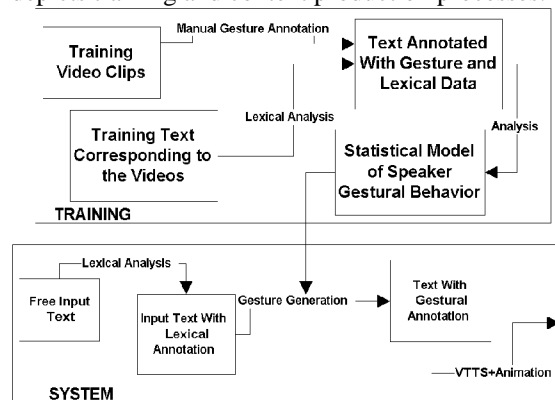 Manual Gesture Annotation
Training
Video Clips
Text Annotated
With Gesture and
Lexical Data
Lexical Analysis
Analysis
Training Text
Corresponding to
the Videos
Statistical Model
of Speaker
Gestural Behavior
TRAINING
Lexical Analysis
Free Input
Text
Input Text With
Lexical
Annotation
Gesture Generation
Text With
Gestural
Annotation
VTTS+Animation
SYSTEM